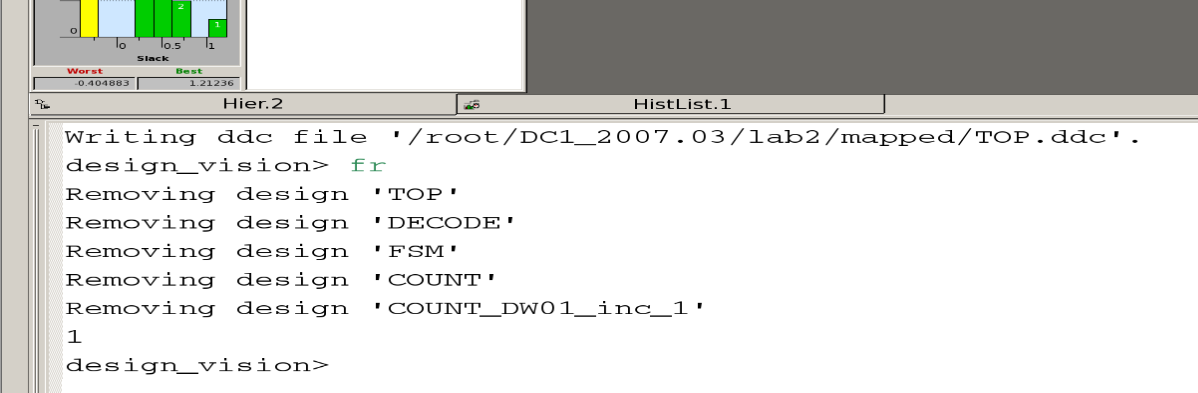 2
0
1
0
0.5
1
Slack
Worst
Best
-0.404883
1.21236
Hier.2
HistList.1
Writing ddc file '/root/DC1_2007.03/lab2/mapped/TOP.ddc'.
design_vision> fr
Removing design 'TOP'
Removing design 'DECODE'
Removing design 'FSM'
Removing design 'COUNT'
Removing design 'COUNT_DW01_inc_1'
1
design_vision>